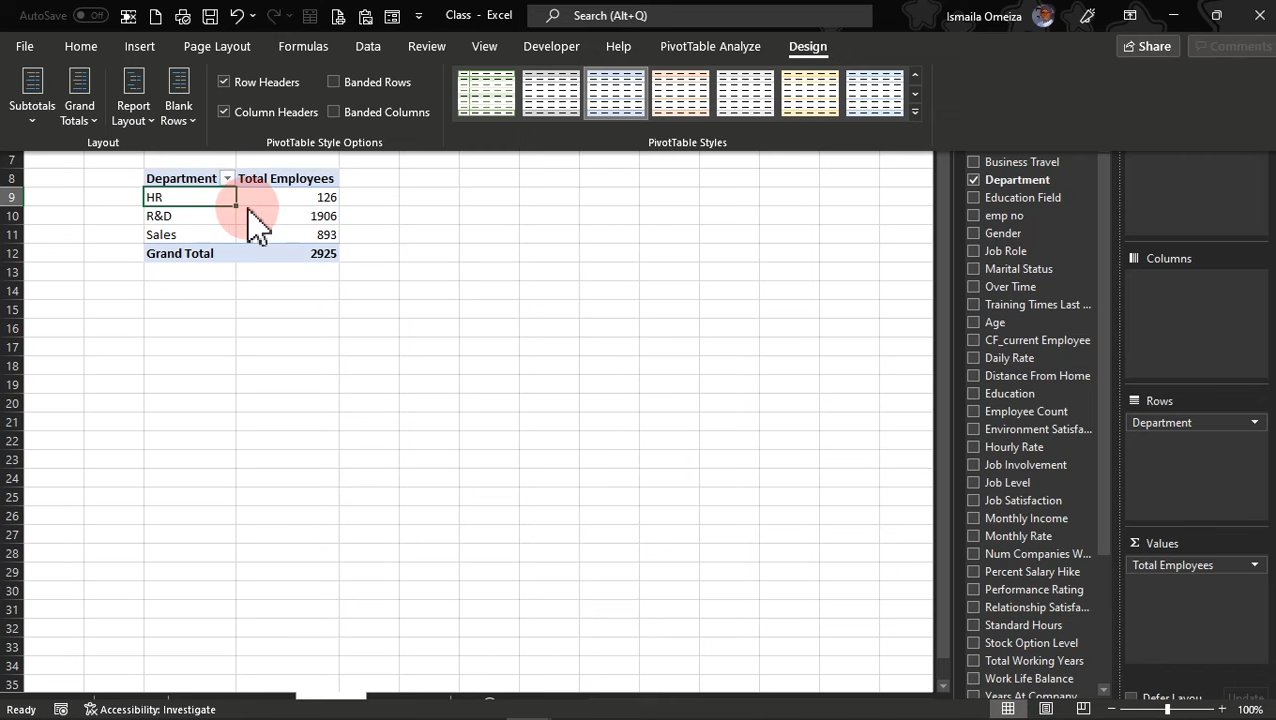 AutoSave Off Class - Excel Search (Alt+Q) Ismaila Omeiza
File Home Insert Page Layout Formulas Data Review View Developer Help PivotTable Analyze Design Share Comments
Subtotals
Grand Totals
Report Layout
Blank Rows
Row Headers Banded Rows
Column Headers Banded Columns
Layout PivotTable Style Options PivotTable Styles
7
8 Department Total Employees
9 HR 126
10 R&D 1906
11 Sales 893
12 Grand Total 2925
13
14
15
16
17
18
19
20
21
22
23
24
25
26
27
28
29
30
31
32
33
34
35
Business Travel
Department
Education Field
emp no
Gender
Job Role
Marital Status
Over Time
Training Times Last ...
Age
CF_current Employee
Daily Rate
Distance From Home
Education
Employee Count
Environment Satisfa...
Hourly Rate
Job Involvement
Job Level
Job Satisfaction
Monthly Income
Monthly Rate
Num Companies W...
Percent Salary Hike
Performance Rating
Relationship Satisfa...
Standard Hours
Stock Option Level
Total Working Years
Work Life Balance
Years At Company
Columns
Rows
Department
Σ Values
Total Employees
Defer Layou... Update
Ready Accessibility: Investigate 100%